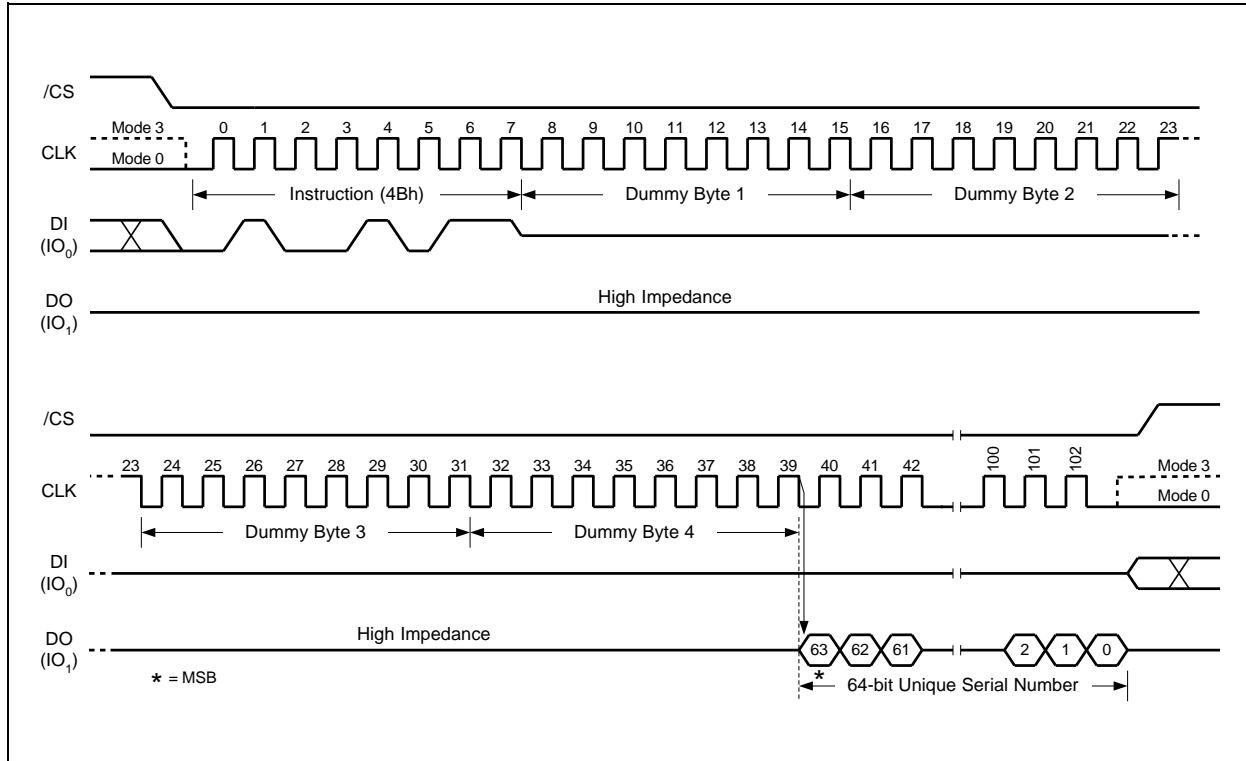 /CS
Mode 3
0 1 2 3 4 5 6 7 8 9 10 11 12 13 14 15 16 17 18 19 20 21 22 23
CLK
Mode 0
Instruction (4Bh) Dummy Byte 1 Dummy Byte 2
DI
(IO0)
High Impedance
DO
(IO1)
/CS
23 24 25 26 27 28 29 30 31 32 33 34 35 36 37 38 39 40 41 42 100 101 102
Mode 3
CLK
Mode 0
Dummy Byte 3 Dummy Byte 4
DI
(IO0)
High Impedance
DO
(IO1)
63 62 61 2 1 0
* = MSB
*
64-bit Unique Serial Number